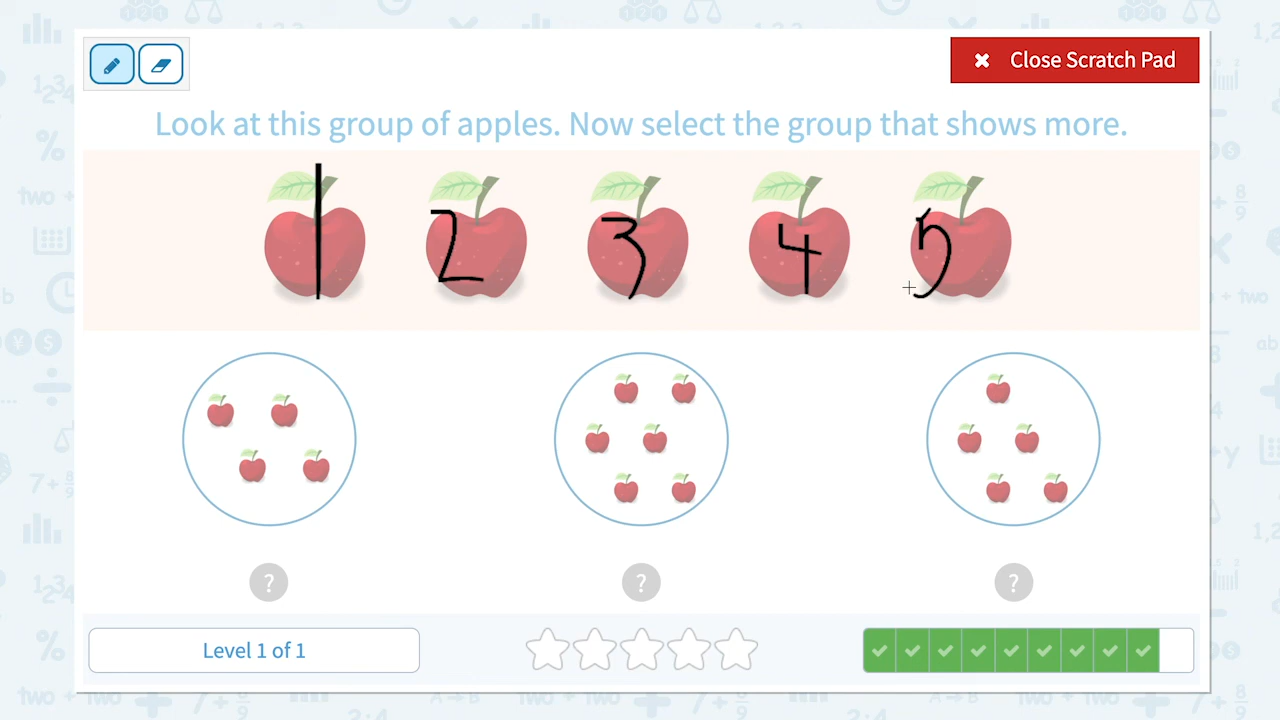 Close Scratch Pad
Look at this group of apples. Now select the group that shows more.
1 2 3 4 5
? ? ?
Level 1 of 1